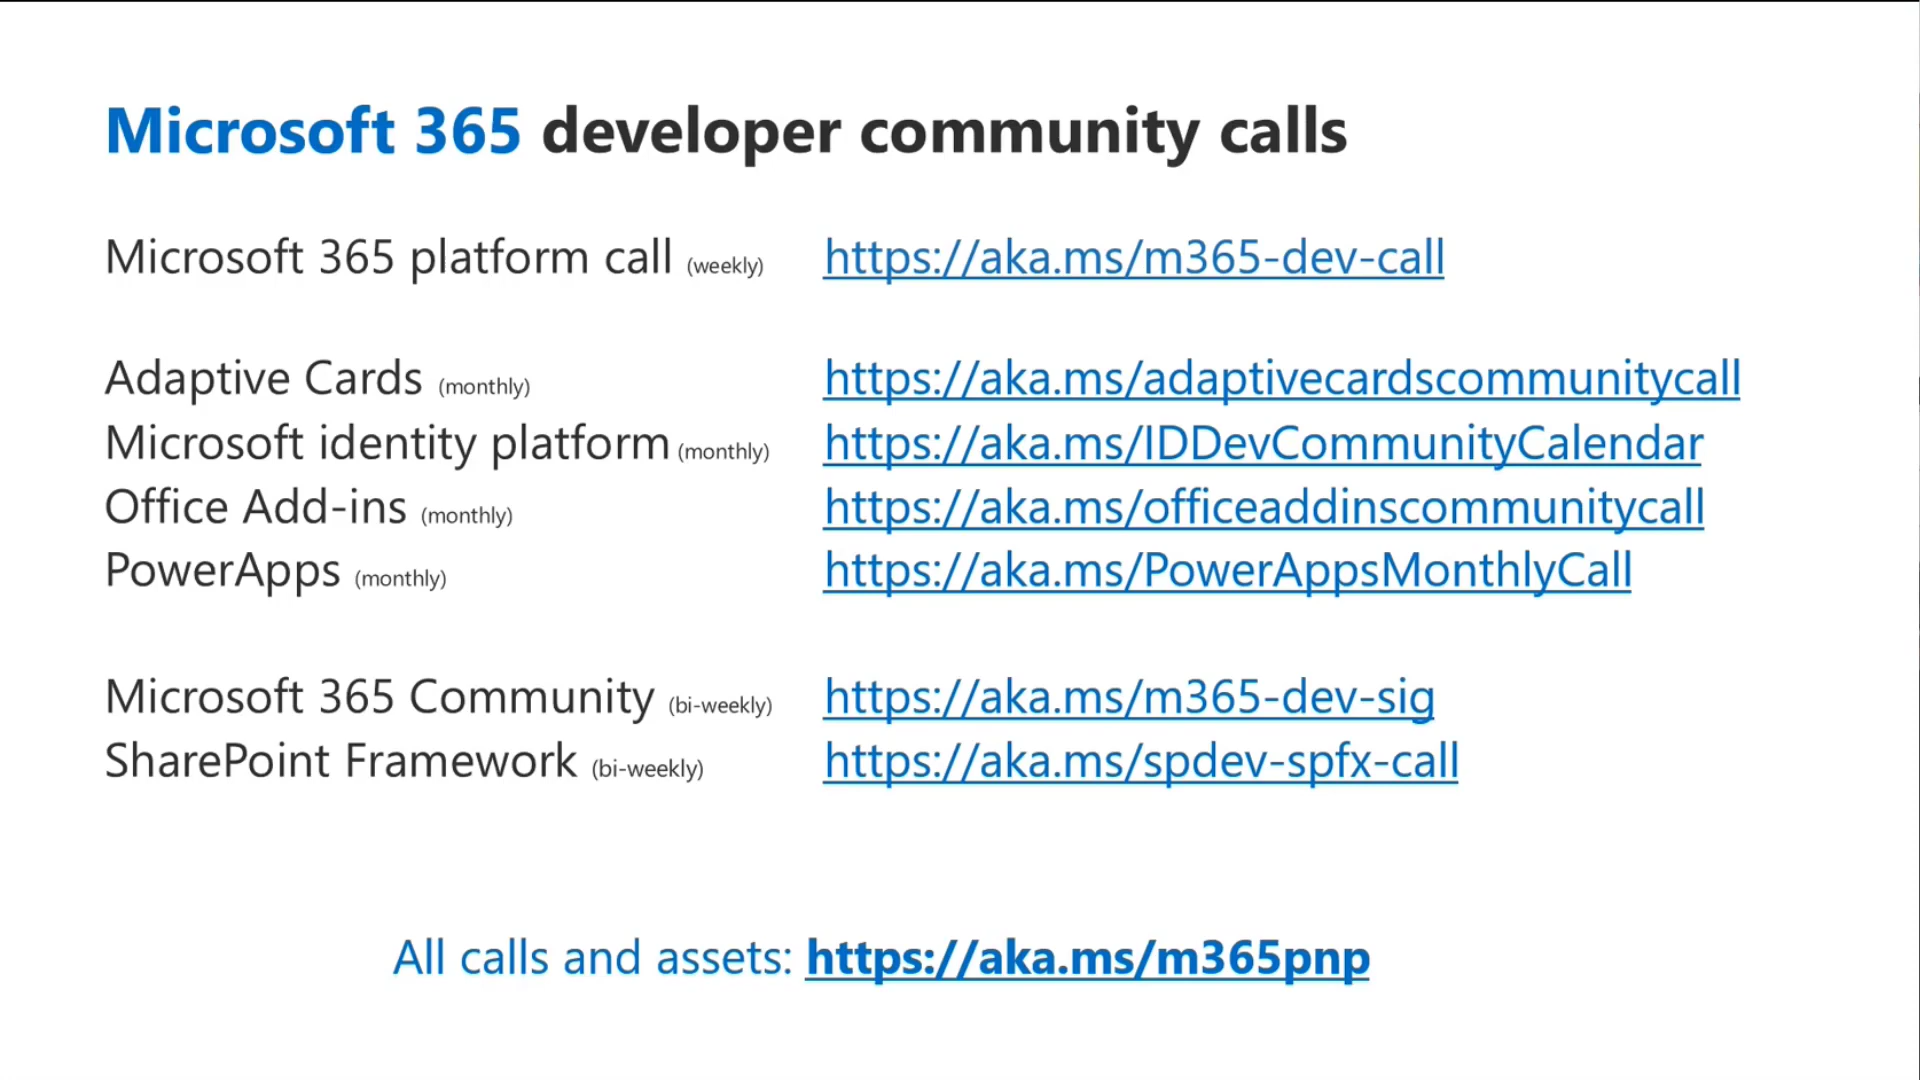 Microsoft 365 developer community calls
Microsoft 365 platform call (weekly) https://aka.ms/m365-dev-call
Adaptive Cards (monthly) https://aka.ms/adaptivecardscommunitycall
Microsoft identity platform (monthly) https://aka.ms/IDDevCommunityCalendar
Office Add-ins (monthly) https://aka.ms/officeaddinscommunitycall
PowerApps (monthly) https://aka.ms/PowerAppsMonthlyCall
Microsoft 365 Community (bi-weekly) https://aka.ms/m365-dev-sig
SharePoint Framework (bi-weekly) https://aka.ms/spdev-spfx-call
All calls and assets: https://aka.ms/m365pnp